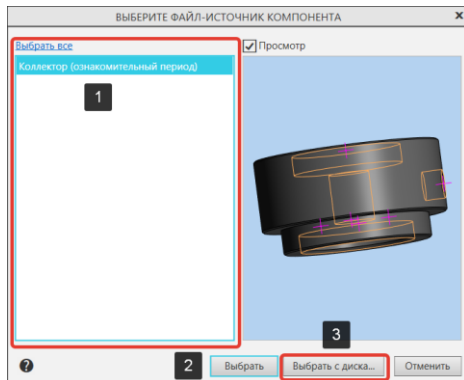 ВЫБЕРИТЕ ФАЙЛ-ИСТОЧНИК КОМПОНЕНТА
Выбрать все
Просмотр
Коллектор (ознакомительный период)
1
3
2
Выбрать
Выбрать с диска...
Отменить